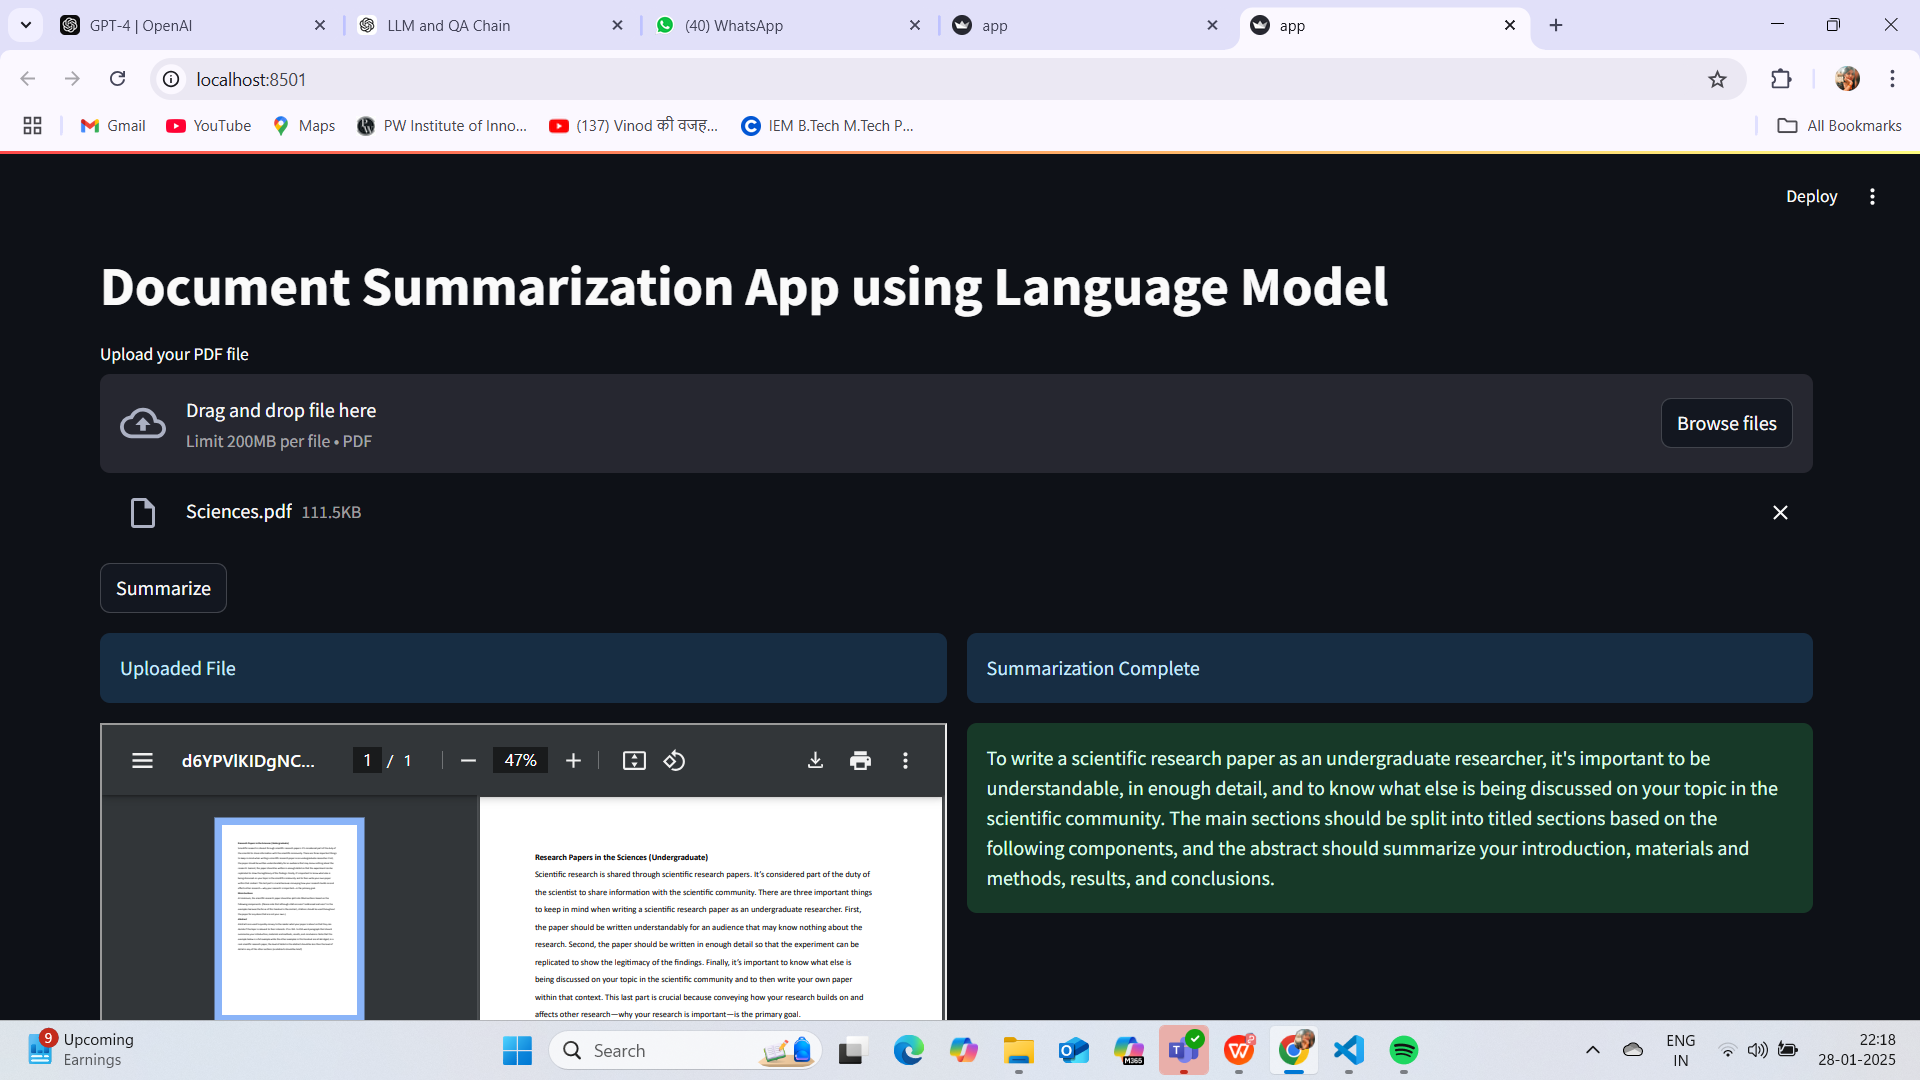 GPT-4 | OpenAI
LLM and QA Chain
(40) WhatsApp
app
app
localhost:8501
Gmail
YouTube
Maps
PW Institute of Inno...
(137) Vinod की वजह...
IEM B.Tech M.Tech P...
All Bookmarks
Deploy
Document Summarization App using Language Model
Upload your PDF file
Drag and drop file here
Limit 200MB per file • PDF
Browse files
Sciences.pdf 111.5KB
Summarize
Uploaded File
Summarization Complete
d6YPVlKIDgNC...
1 / 1
47%
Research Papers in the Sciences (Undergraduate)
Scientific research is shared through scientific research papers. It's considered part of the duty of
the scientist to share information with the scientific community. There are three important things
to keep in mind when writing a scientific research paper as an undergraduate researcher. First,
the paper should be written understandably for an audience that may know nothing about the
research. Second, the paper should be written in enough detail so that the experiment can be
replicated to show the legitimacy of the findings. Finally, it's important to know what else is
being discussed on your topic in the scientific community and to then write your own paper
within that context. This last part is crucial because conveying how your research builds on and
affects other research—why your research is important—is the primary goal.
To write a scientific research paper as an undergraduate researcher, it's important to be
understandable, in enough detail, and to know what else is being discussed on your topic in the
scientific community. The main sections should be split into titled sections based on the
following components, and the abstract should summarize your introduction, materials and
methods, results, and conclusions.
9
Upcoming
Earnings
Search
M365
ENG
IN
22:18
28-01-2025